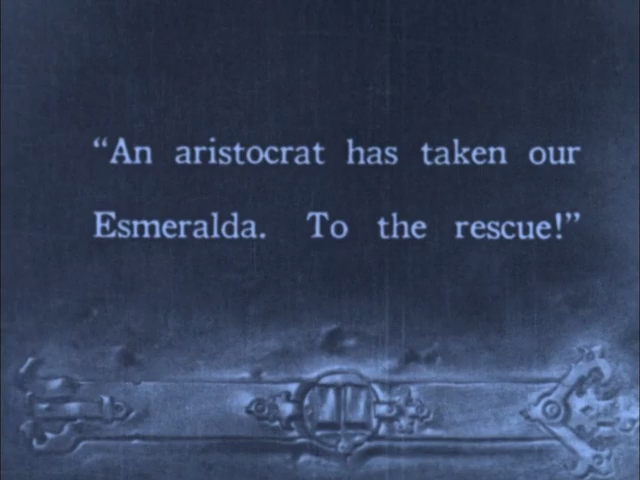 “An aristocrat has taken our
Esmeralda. To the rescue!”